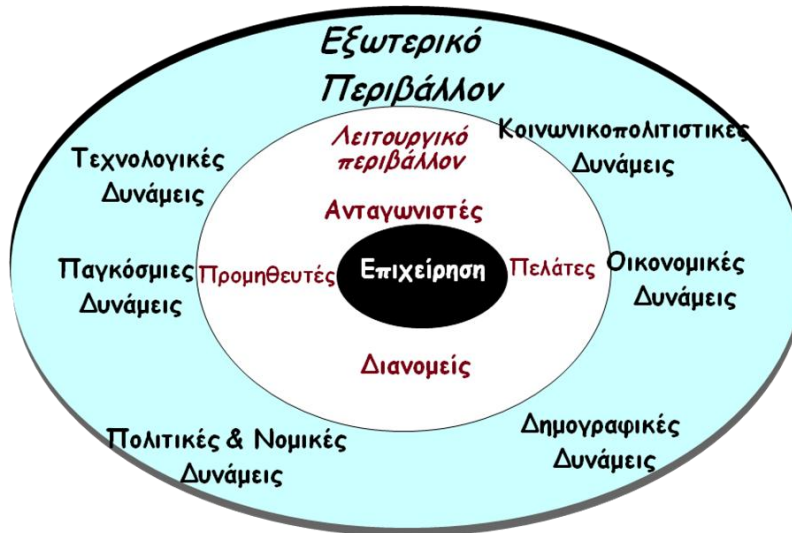 Εξωτερικό
Περιβάλλον
Λειτουργικό
περιβάλλον
Κοινωνικοπολιτιστικές
Δυνάμεις
Τεχνολογικές
Δυνάμεις
Ανταγωνιστές
Παγκόσμιες
Δυνάμεις
Προμηθευτές
Επιχείρηση
Πελάτες
Οικονομικές
Δυνάμεις
Διανομείς
Πολιτικές & Νομικές
Δυνάμεις
Δημογραφικές
Δυνάμεις